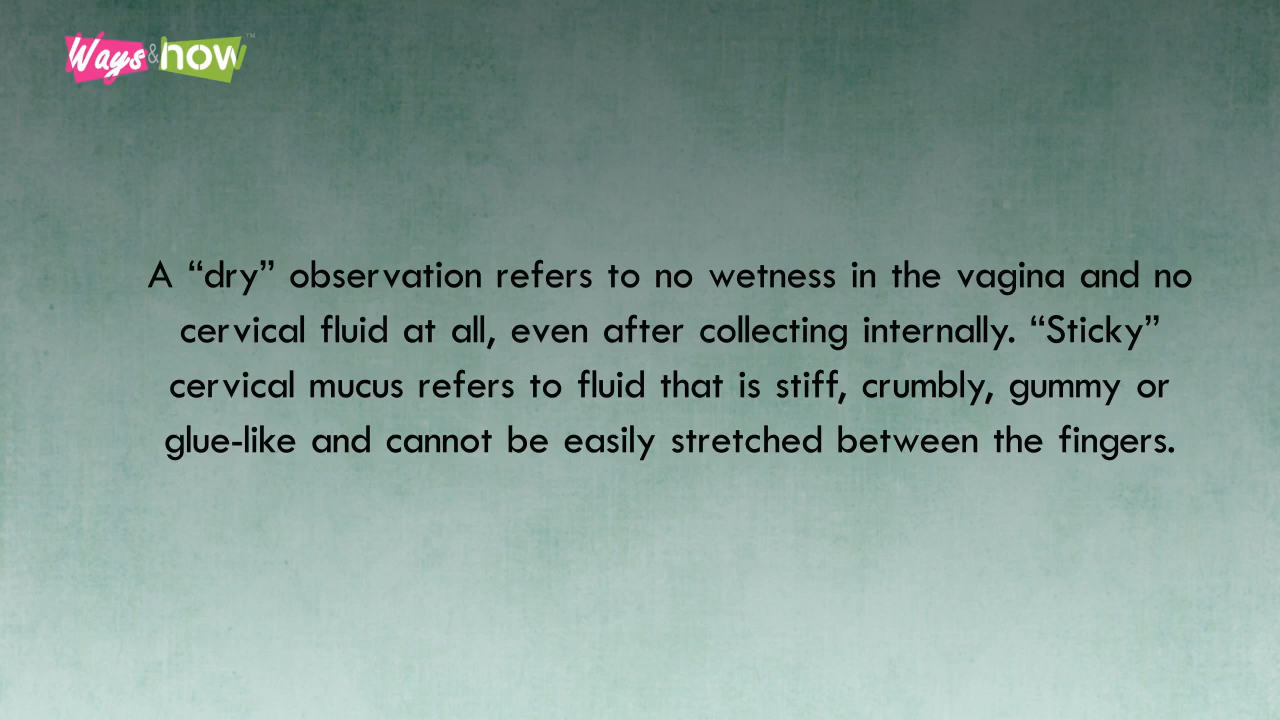 Ways&how™
A “dry” observation refers to no wetness in the vagina and no
cervical fluid at all, even after collecting internally. “Sticky”
cervical mucus refers to fluid that is stiff, crumbly, gummy or
glue-like and cannot be easily stretched between the fingers.